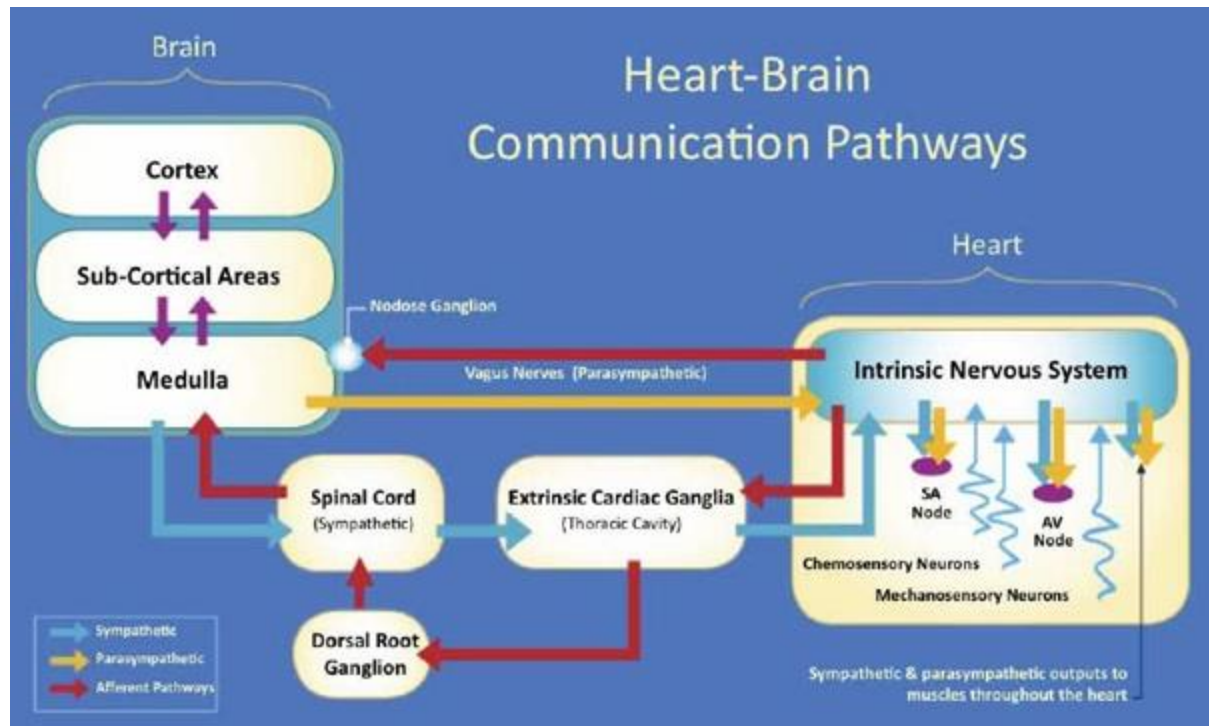 Brain
Heart-Brain
Communication Pathways
Cortex
Sub-Cortical Areas
Medulla
Nodose Ganglion
Vagus Nerves (Parasympathetic)
Heart
Intrinsic Nervous System
Spinal Cord
(Sympathetic)
Extrinsic Cardiac Ganglia
(Thoracic Cavity)
SA
Node
AV
Node
Chemosensory Neurons
Mechanosensory Neurons
Dorsal Root
Ganglion
Sympathetic
Parasympathetic
Afferent Pathways
Sympathetic & parasympathetic outputs to
muscles throughout the heart